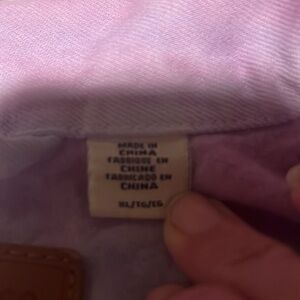 MADE IN
CHINA
FABRIQUÉ EN
CHINE
FABRICADO EN
CHINA
XL/TG/EG